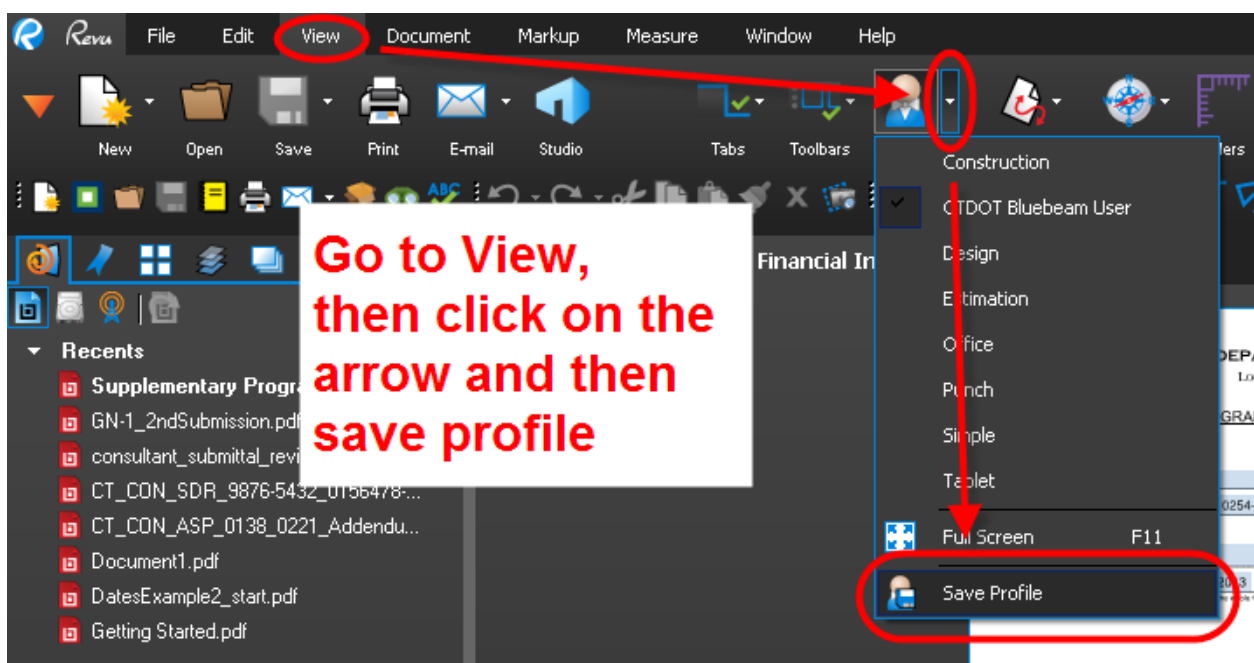 Revu File Edit View Document Markup Measure Window Help
New Open Save Print E-mail Studio Tabs Toolbars
ABC
Construction
CTDOT Bluebeam User
Design
Estimation
Office
Punch
Simple
Tablet
Full Screen F11
Save Profile
Go to View,
then click on the
arrow and then
save profile
Financial
Recents
Supplementary
GN-1_2ndSubmission.pdf
CT_CON_SDR_9876-5432_0156478-...
CT_CON_ASP_0138_0221_Addendu...
Document1.pdf
DatesExample2_start.pdf
Getting Started.pdf